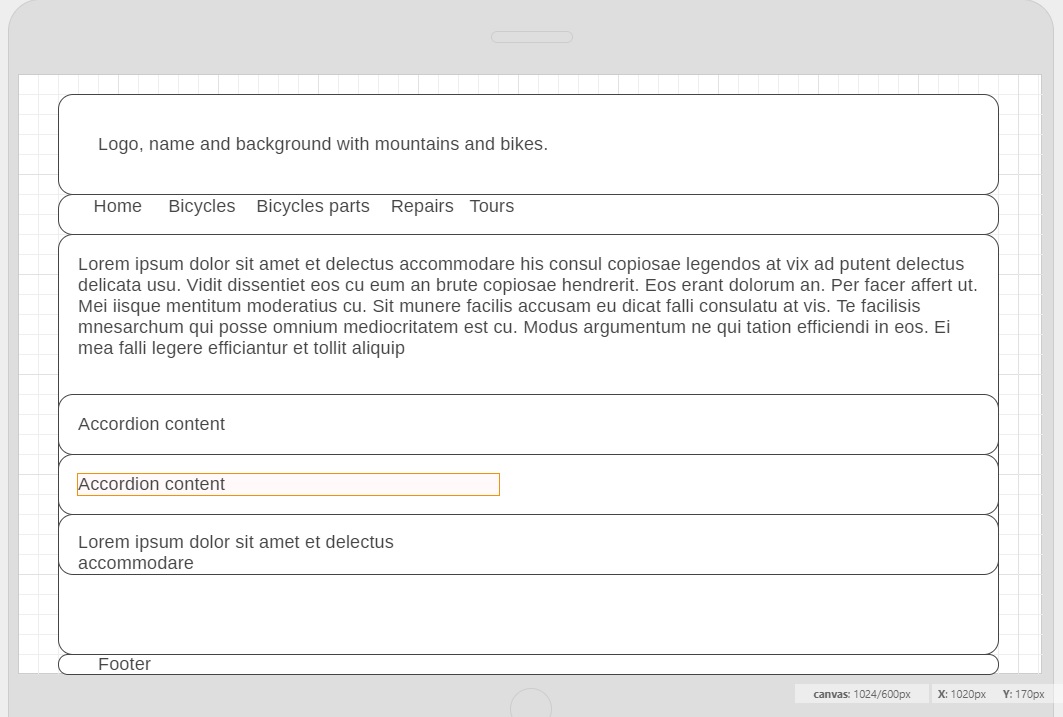 Logo, name and background with mountains and bikes.
Home Bicycles Bicycles parts Repairs Tours
Lorem ipsum dolor sit amet et delectus accommodare his consul copiosae legendos at vix ad putent delectus
delicata usu. Vidit dissentiet eos cu eum an brute copiosae hendrerit. Eos erant dolorum an. Per facer affert ut.
Mei iisque mentitum moderatius cu. Sit munere facilis accusam eu dicat falli consulatu at vis. Te facilisis
mnesarchum qui posse omnium mediocritatem est cu. Modus argumentum ne qui tation efficiendi in eos. Ei
mea falli legere efficiantur et tollit aliquip
Accordion content
Accordion content
Lorem ipsum dolor sit amet et delectus
accommodare
Footer
canvas: 1024/600px X: 1020px Y: 170px